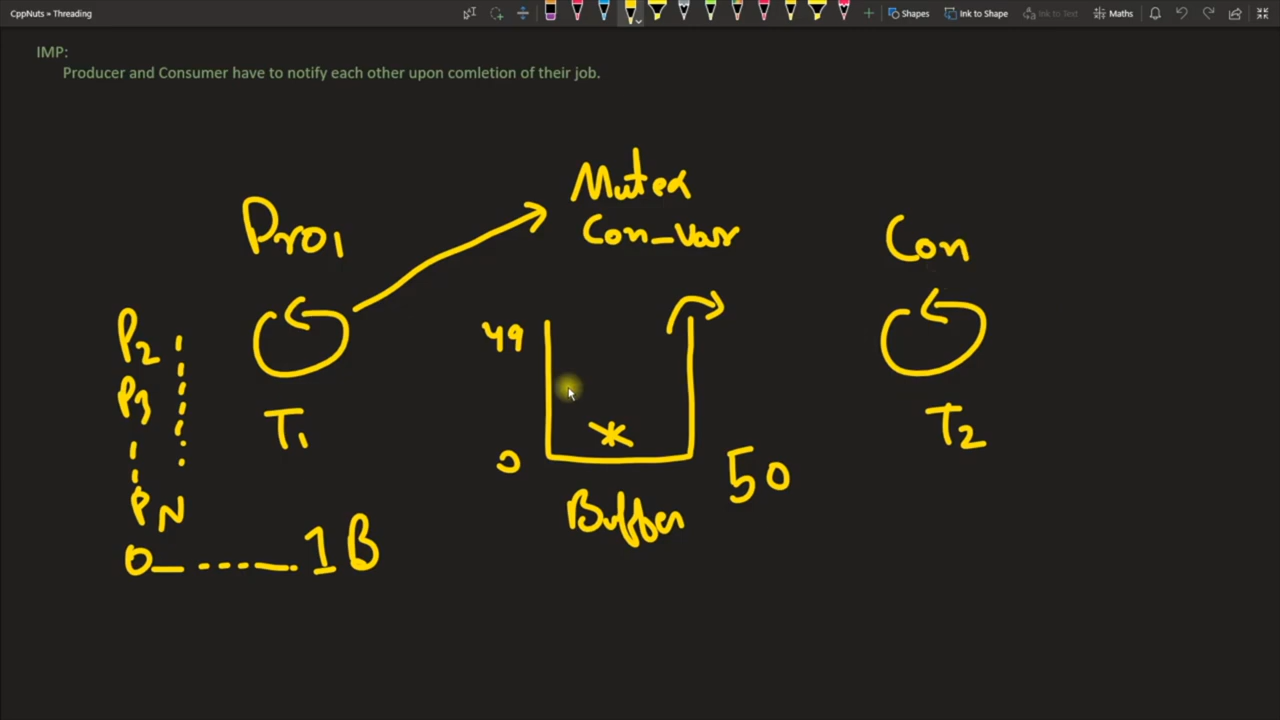 CppNuts » Threading
Shapes
Ink to Shape
Ink to Text
Maths
IMP:
Producer and Consumer have to notify each other upon comletion of their job.
Mutex
Con_Var
Pro1
Con
P2
49
P3
T1
T2
0
50
PN
Buffer
0_ ...... 1B